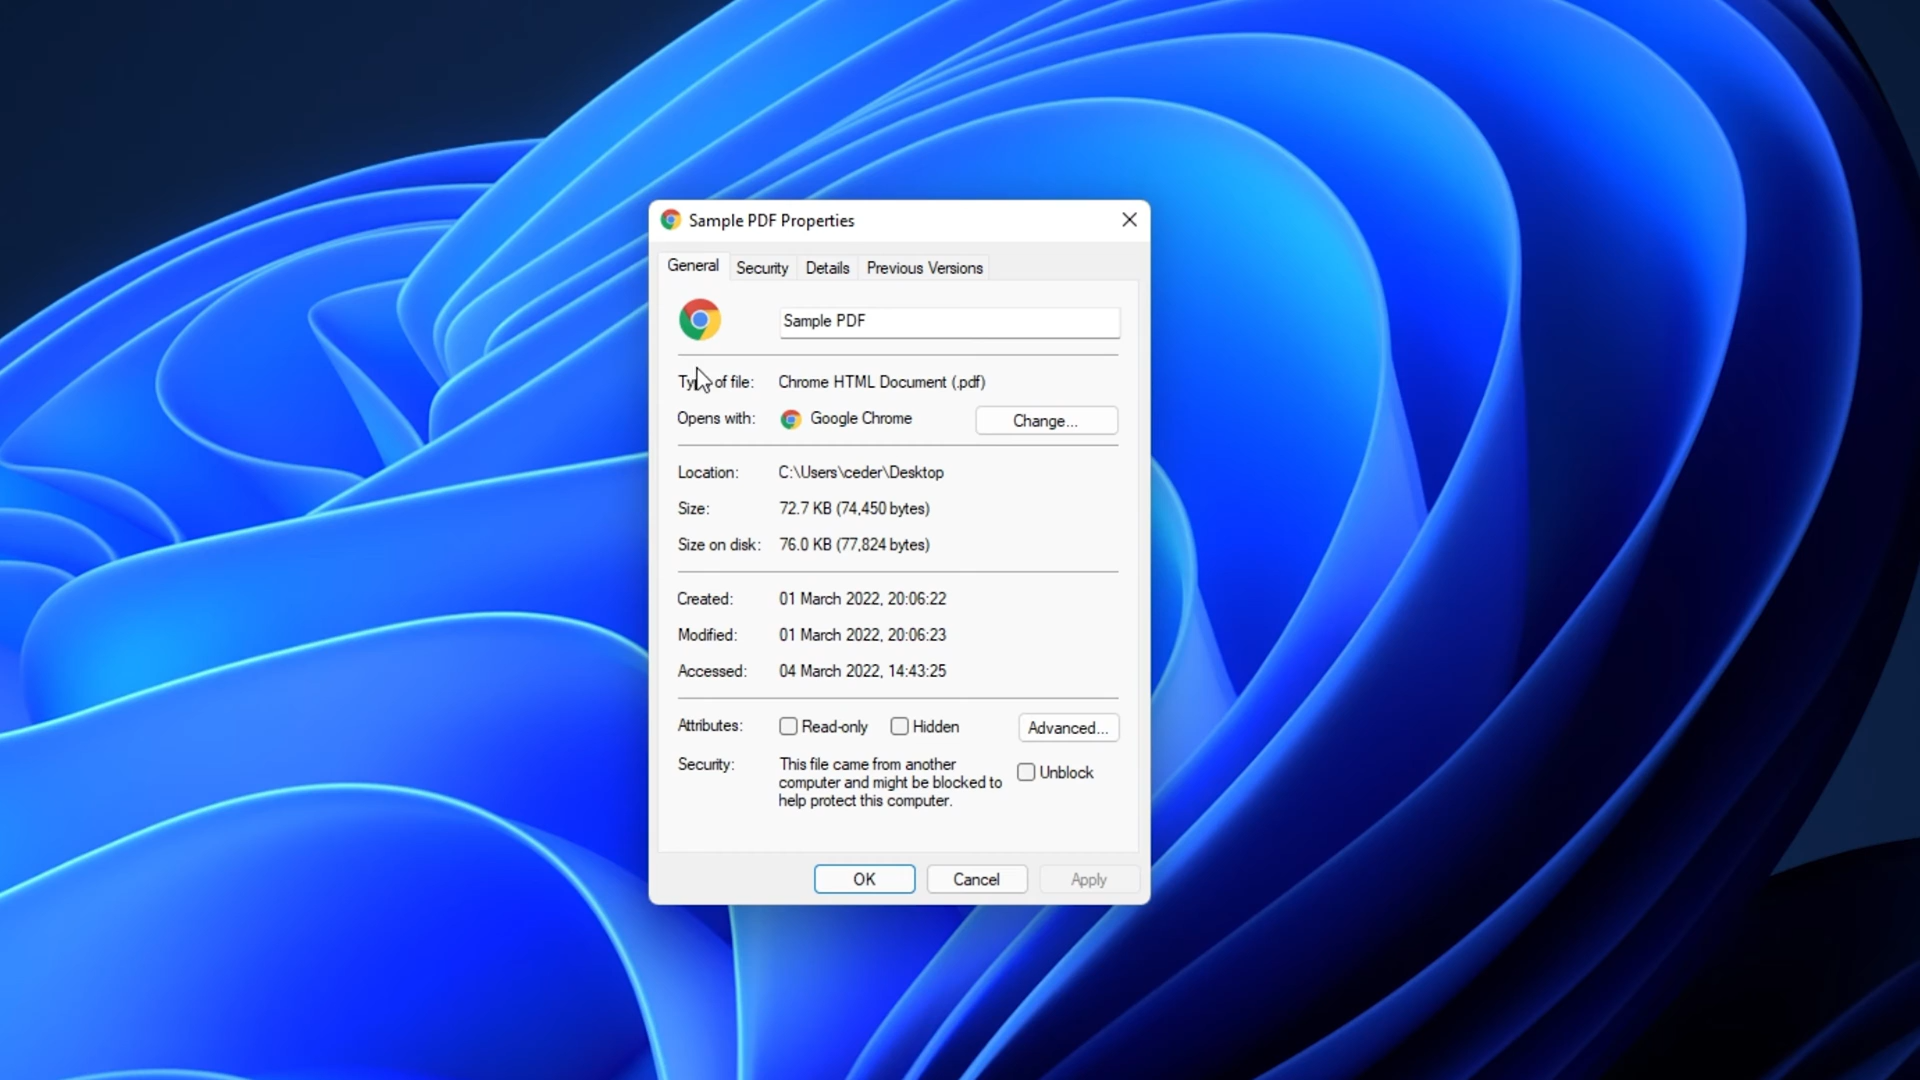 Sample PDF Properties
General Security Details Previous Versions
Sample PDF
of file: Chrome HTML Document (.pdf)
Opens with: Google Chrome Change...
Location: C:\Users\ceder\Desktop
Size: 72.7 KB (74,450 bytes)
Size on disk: 76.0 KB (77,824 bytes)
Created: 01 March 2022, 20:06:22
Modified: 01 March 2022, 20:06:23
Accessed: 04 March 2022, 14:43:25
Attributes: Read-only Hidden Advanced...
Security: This file came from another
computer and might be blocked to
help protect this computer.
Unblock
OK Cancel Apply